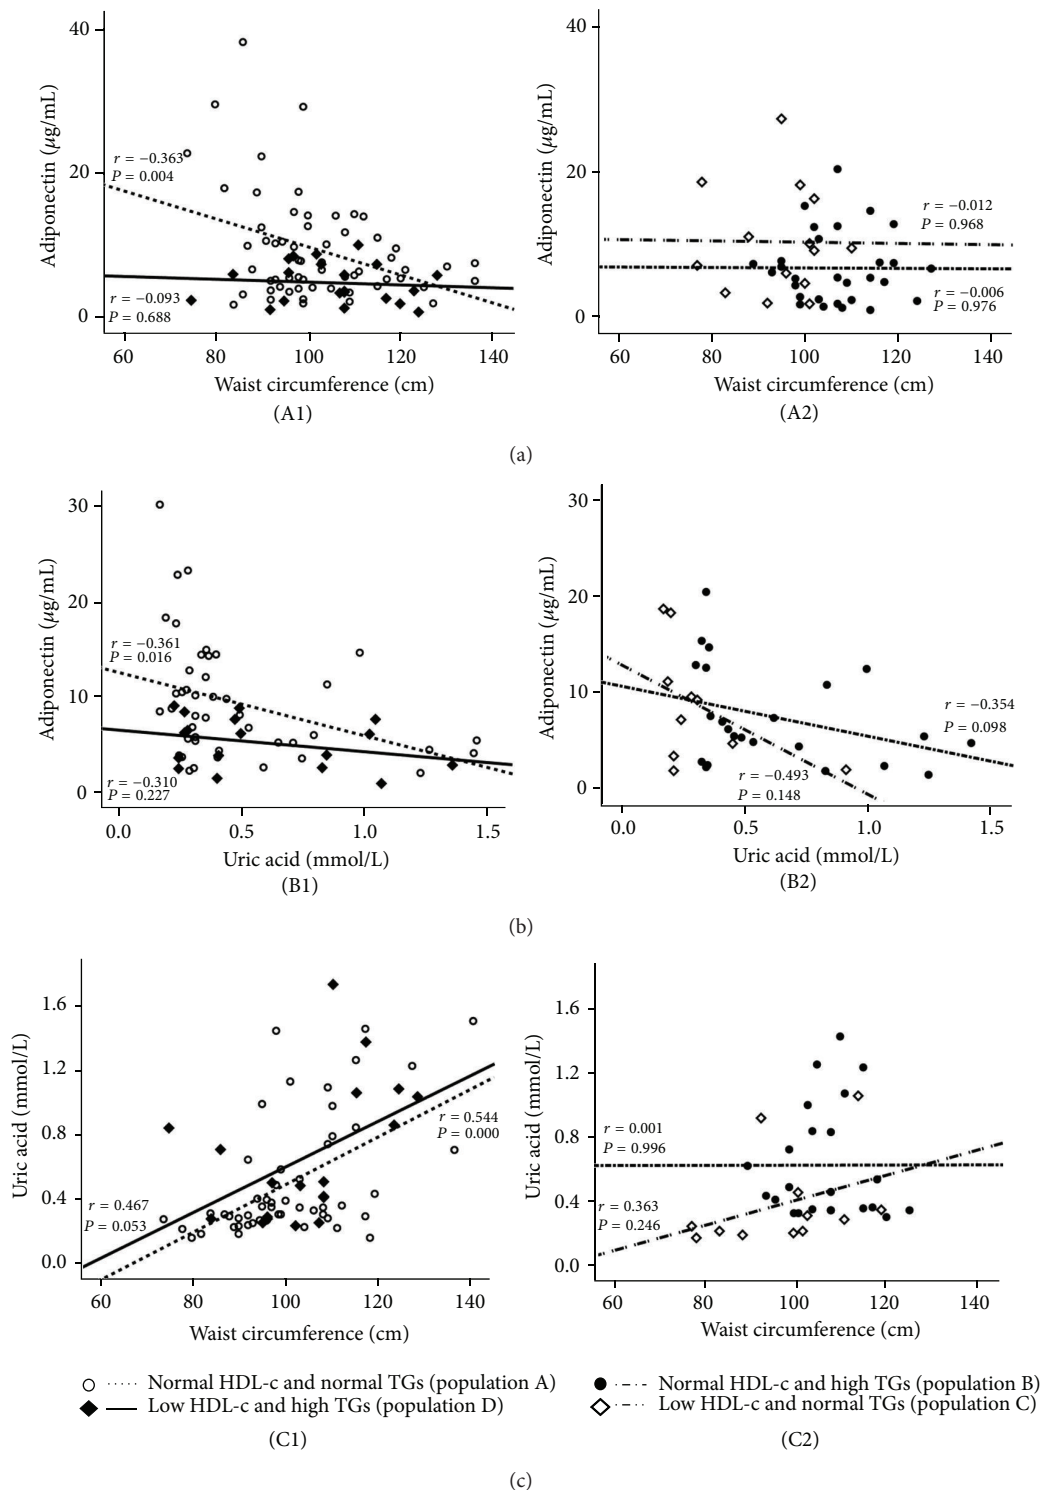 40
20
0
Adiponectin (μg/mL)
r = −0.363
P = 0.004
r = −0.093
P = 0.688
60 80 100 120 140
Waist circumference (cm)
(A1)
40
20
0
Adiponectin (μg/mL)
r = −0.012
P = 0.968
r = −0.006
P = 0.976
60 80 100 120 140
Waist circumference (cm)
(A2)
(a)
30
20
10
0
Adiponectin (μg/mL)
r = −0.361
P = 0.016
r = −0.310
P = 0.227
0.0 0.5 1.0 1.5
Uric acid (mmol/L)
(B1)
30
20
10
0
Adiponectin (μg/mL)
r = −0.354
P = 0.098
r = −0.493
P = 0.148
0.0 0.5 1.0 1.5
Uric acid (mmol/L)
(B2)
(b)
1.6
1.2
0.8
0.4
0.0
Uric acid (mmol/L)
r = 0.544
P = 0.000
r = 0.467
P = 0.053
60 80 100 120 140
Waist circumference (cm)
1.6
1.2
0.8
0.4
0.0
Uric acid (mmol/L)
r = 0.001
P = 0.996
r = 0.363
P = 0.246
60 80 100 120 140
Waist circumference (cm)
Normal HDL-c and normal TGs (population A)
Low HDL-c and high TGs (population D)
(C1)
Normal HDL-c and high TGs (population B)
Low HDL-c and normal TGs (population C)
(C2)
(c)